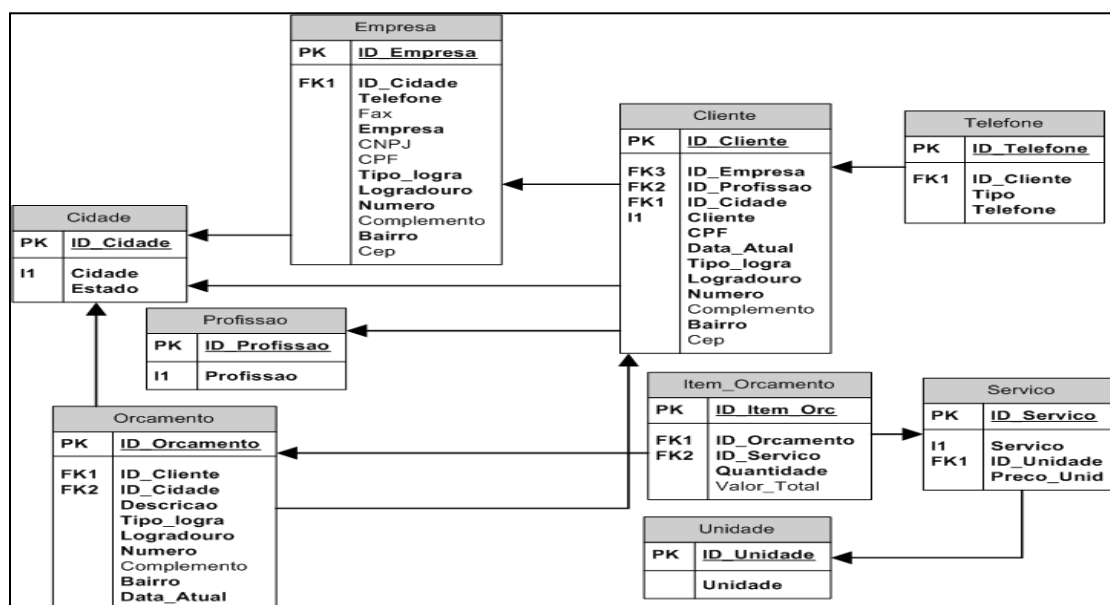 Empresa
PK ID_Empresa
FK1 ID_Cidade
Telefone
Fax
Empresa
CNPJ
CPF
Tipo_logra
Logradouro
Numero
Complemento
Bairro
Cep
Cliente
PK ID_Cliente
FK3 ID_Empresa
FK2 ID_Profissao
FK1 ID_Cidade
I1 Cliente
CPF
Data_Atual
Tipo_logra
Logradouro
Numero
Complemento
Bairro
Cep
Telefone
PK ID_Telefone
FK1 ID_Cliente
Tipo
Telefone
Cidade
PK ID_Cidade
I1 Cidade
Estado
Profissao
PK ID_Profissao
I1 Profissao
Orcamento
PK ID_Orcamento
FK1 ID_Cliente
FK2 ID_Cidade
Descricao
Tipo_logra
Logradouro
Numero
Complemento
Bairro
Data_Atual
Item_Orcamento
PK ID_Item_Orc
FK1 ID_Orcamento
FK2 ID_Servico
Quantidade
Valor_Total
Servico
PK ID_Servico
I1 Servico
FK1 ID_Unidade
Preco_Unid
Unidade
PK ID_Unidade
Unidade